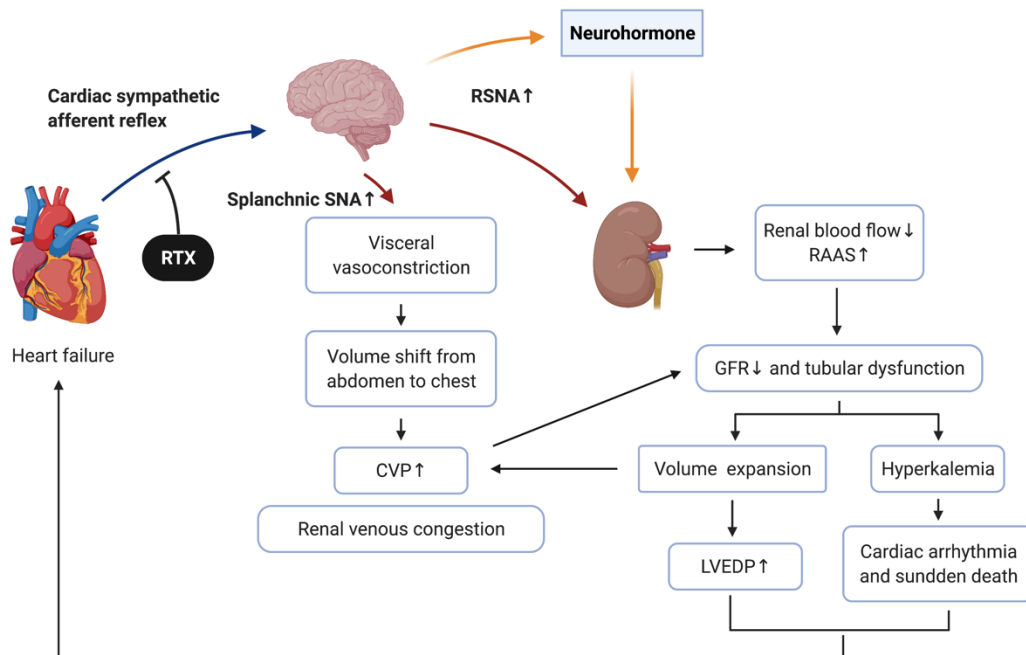 Neurohormone
Cardiac sympathetic
afferent reflex
RSNA↑
Splanchnic SNA↑
RTX
Heart failure
Visceral
vasoconstriction
Volume shift from
abdomen to chest
CVP↑
Renal venous congestion
Renal blood flow↓
RAAS↑
GFR↓ and tubular dysfunction
Volume expansion
Hyperkalemia
LVEDP↑
Cardiac arrhythmia
and sundden death